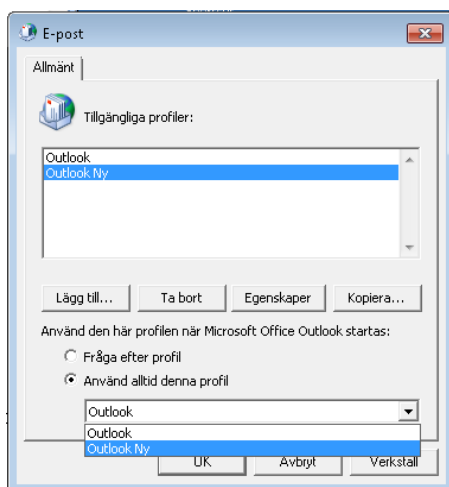 E-post
Allmänt
Tillgängliga profiler:
Outlook
Outlook Ny
Lägg till...
Ta bort
Egenskaper
Kopiera...
Använd den här profilen när Microsoft Office Outlook startas:
Fråga efter profil
Använd alltid denna profil
Outlook
Outlook
Outlook Ny
OK
Avbryt
Verkställ